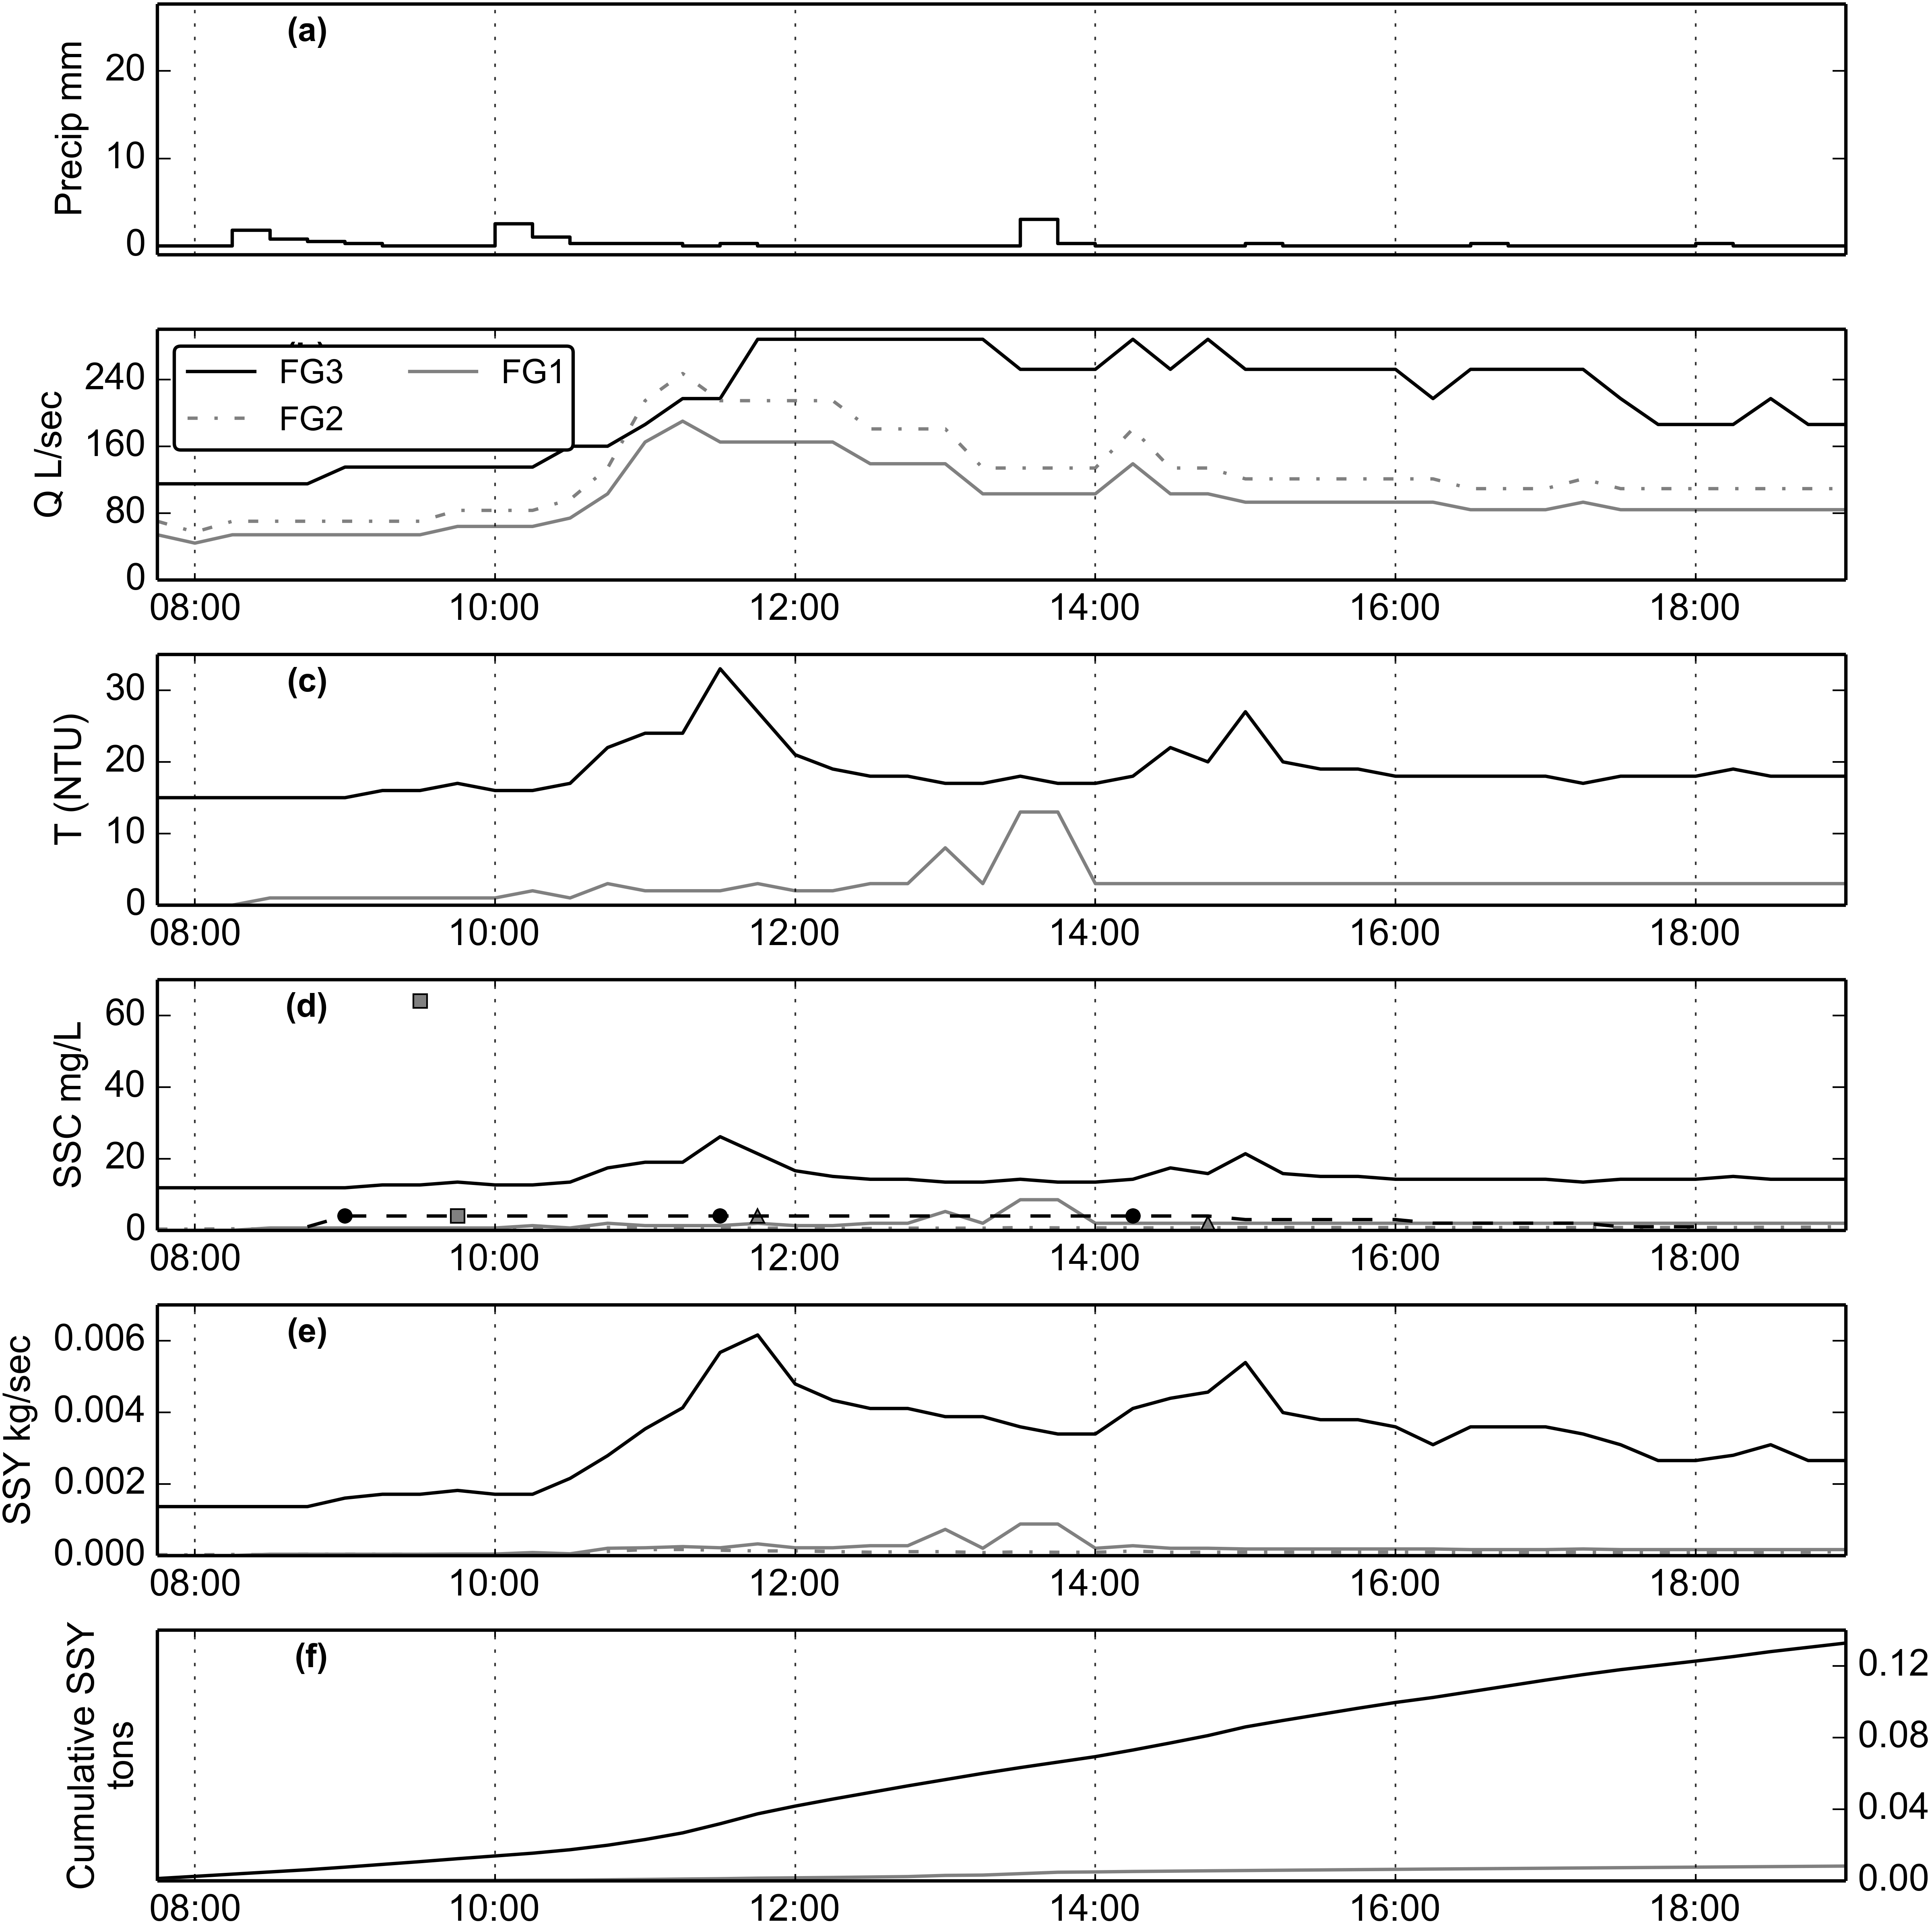 (a)
Precip mm
20
10
0
Q L/sec
FG3 FG1
FG2
240
160
80
0
08:00 10:00 12:00 14:00 16:00 18:00
(c)
T (NTU)
30
20
10
0
08:00 10:00 12:00 14:00 16:00 18:00
(d)
SSC mg/L
60
40
20
0
08:00 10:00 12:00 14:00 16:00 18:00
(e)
SSY kg/sec
0.006
0.004
0.002
0.000
08:00 10:00 12:00 14:00 16:00 18:00
(f)
Cumulative SSY
tons
0.12
0.08
0.04
0.00
08:00 10:00 12:00 14:00 16:00 18:00